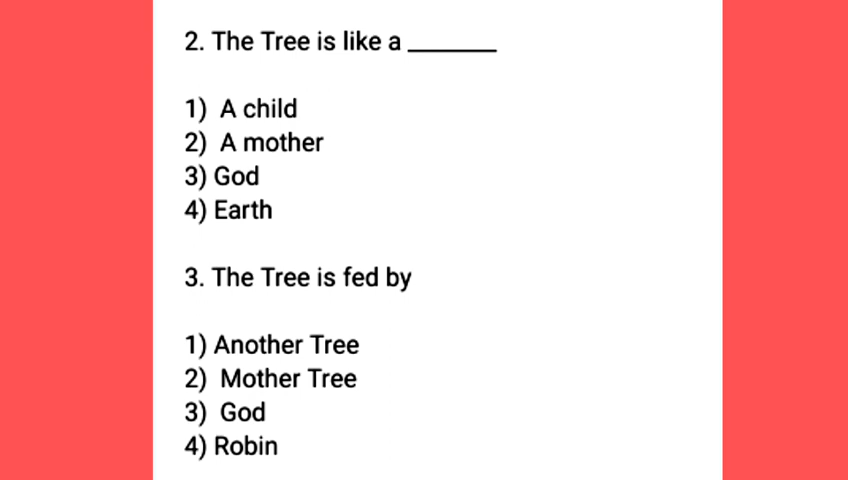 2. The Tree is like a ______
1) A child
2) A mother
3) God
4) Earth
3. The Tree is fed by
1) Another Tree
2) Mother Tree
3) God
4) Robin